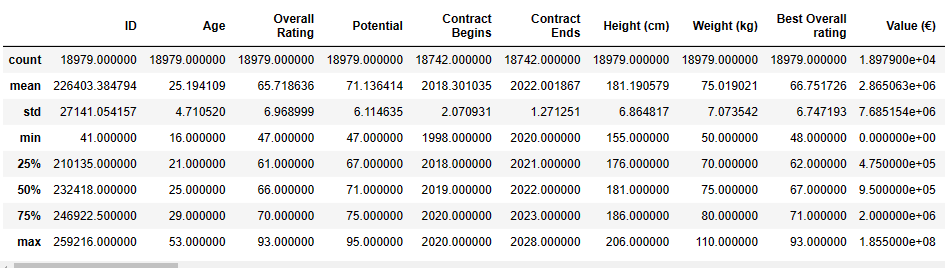 ID Age Overall Rating Potential Contract Begins Contract Ends Height (cm) Weight (kg) Best Overall rating Value (€)
count 18979.000000 18979.000000 18979.000000 18979.000000 18742.000000 18742.000000 18979.000000 18979.000000 18979.000000 1.897900e+04
mean 226403.384794 25.194109 65.718636 71.136414 2018.301035 2022.001867 181.190579 75.019021 66.751726 2.865063e+06
std 27141.054157 4.710520 6.968999 6.114635 2.070931 1.271251 6.864817 7.073542 6.747193 7.685154e+06
min 41.000000 16.000000 47.000000 47.000000 1998.000000 2020.000000 155.000000 50.000000 48.000000 0.000000e+00
25% 210135.000000 21.000000 61.000000 67.000000 2018.000000 2021.000000 176.000000 70.000000 62.000000 4.750000e+05
50% 232418.000000 25.000000 66.000000 71.000000 2019.000000 2022.000000 181.000000 75.000000 67.000000 9.500000e+05
75% 246922.500000 29.000000 70.000000 75.000000 2020.000000 2023.000000 186.000000 80.000000 71.000000 2.000000e+06
max 259216.000000 53.000000 93.000000 95.000000 2020.000000 2028.000000 206.000000 110.000000 93.000000 1.855000e+08